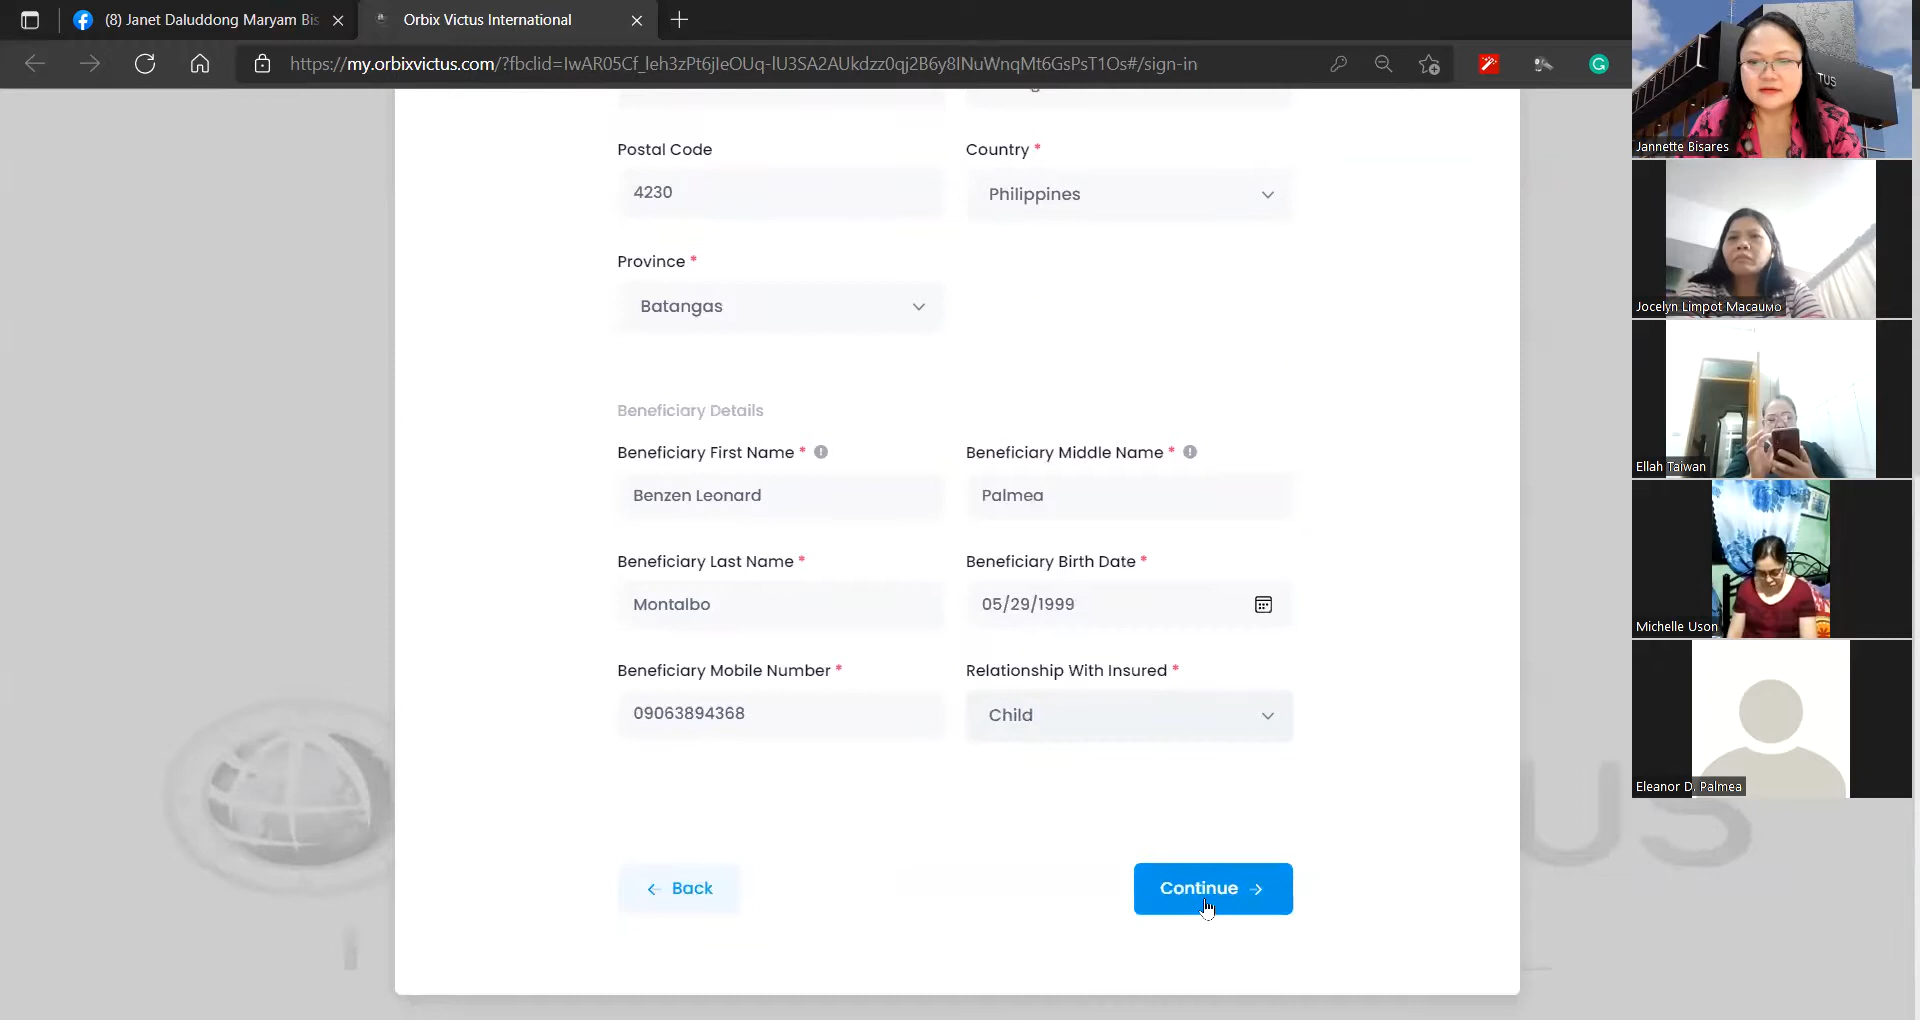 (8) Janet Daluddong Maryam Bis
Orbix Victus International
https://my.orbixvictus.com/?fbclid=IwAR05Cf_Ieh3zPt6jIeOUq-lU3SA2AUkdzz0qj2B6y8INuWnqMt6GsPsT1Os#/sign-in
Postal Code
Country *
4230
Philippines
Province *
Batangas
Beneficiary Details
Beneficiary First Name *
Beneficiary Middle Name *
Benzen Leonard
Palmea
Beneficiary Last Name *
Beneficiary Birth Date *
Montalbo
05/29/1999
Beneficiary Mobile Number *
Relationship With Insured *
09063894368
Child
← Back
Continue →
US
TUS
Jannette Bisares
Jocelyn Limpot Macaumo
Ellah Taiwan
Michelle Uson
Eleanor D. Palmea